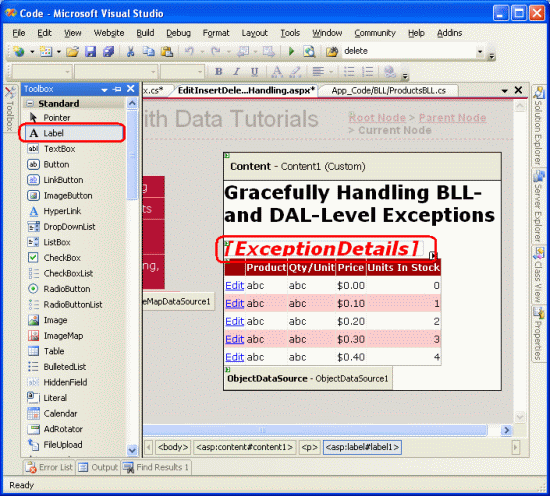 Code - Microsoft Visual Studio
File Edit View Website Build Debug Format Layout Tools Window Community Help Addins
delete
Toolbox
x.cs* EditInsertDele...Handling.aspx* App_Code/BLL/ProductsBLL.cs
Toolbox
Standard
Pointer
Label
TextBox
Button
LinkButton
ImageButton
HyperLink
DropDownList
ListBox
CheckBox
CheckBoxList
RadioButton
RadioButtonList
Image
ImageMap
Table
BulletedList
HiddenField
Literal
Calendar
AdRotator
FileUpload
ith Data Tutorials
Root Node > Parent Node
> Current Node
Content - Content1 (Custom)
Gracefully Handling BLL-
and DAL-Level Exceptions
[ExceptionDetails]
Product Qty/Unit Price Units In Stock
Edit abc abc $0.00 0
Edit abc abc $0.10 1
Edit abc abc $0.20 2
Edit abc abc $0.30 3
Edit abc abc $0.40 4
ObjectDataSource - ObjectDataSource1
eMapDataSource1
Solution Explorer
Server Explorer
Class View
Properties
<body> <asp:content#content1> <p> <asp:label#label1>
Error List Output Find Results 1
Ready